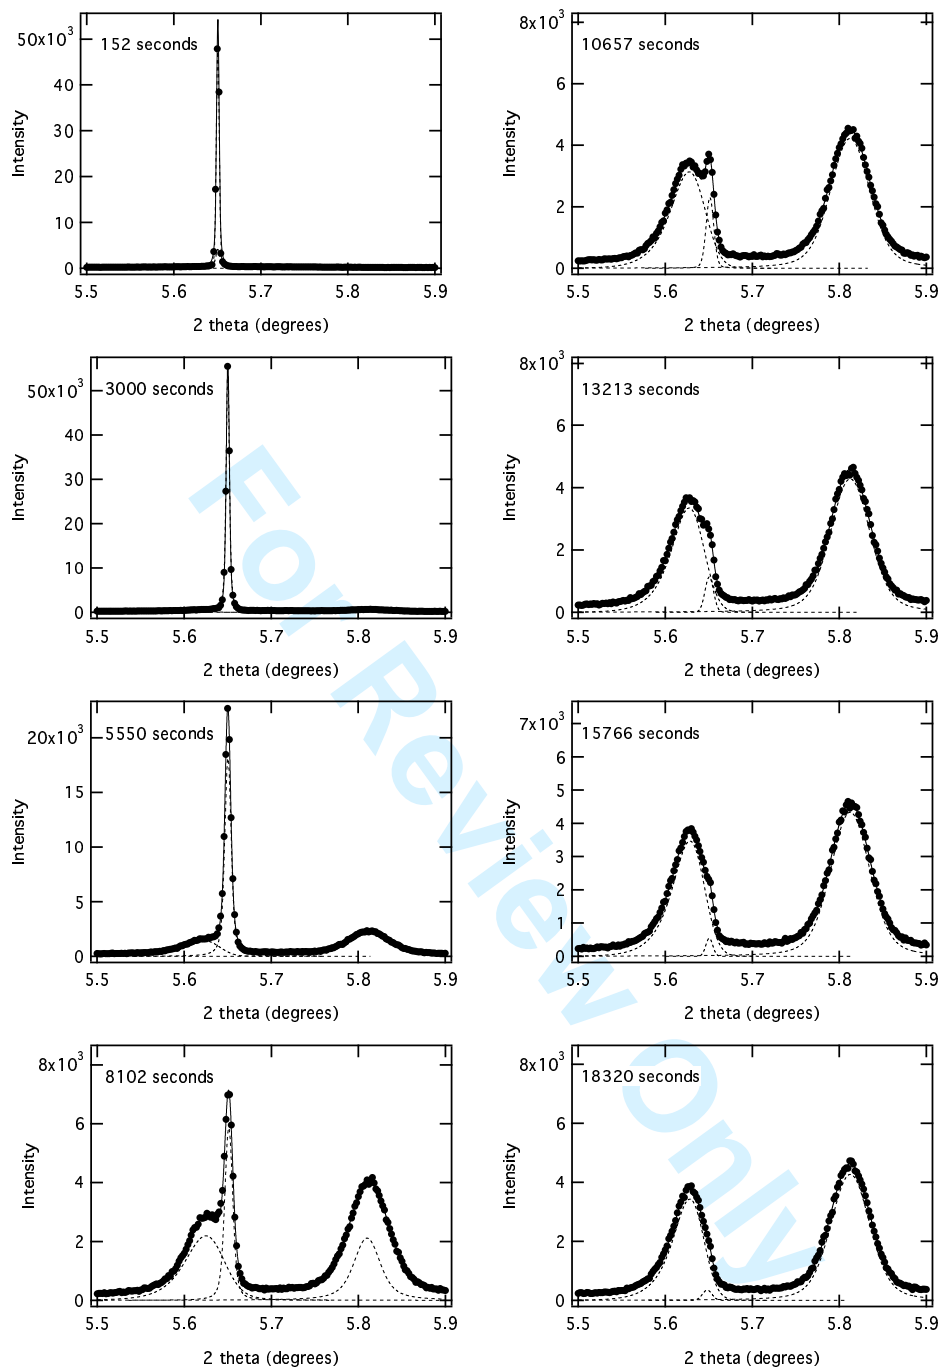 152 seconds
50x10³
40
30
20
10
0
Intensity
5.5 5.6 5.7 5.8 5.9
2 theta (degrees)
10657 seconds
8x10³
6
4
2
0
Intensity
5.5 5.6 5.7 5.8 5.9
2 theta (degrees)
3000 seconds
50x10³
40
30
20
10
0
Intensity
5.5 5.6 5.7 5.8 5.9
2 theta (degrees)
13213 seconds
8x10³
6
4
2
0
Intensity
5.5 5.6 5.7 5.8 5.9
2 theta (degrees)
5550 seconds
20x10³
15
10
5
0
Intensity
5.5 5.6 5.7 5.8 5.9
2 theta (degrees)
15766 seconds
7x10³
6
5
4
3
2
1
0
Intensity
5.5 5.6 5.7 5.8 5.9
2 theta (degrees)
8102 seconds
8x10³
6
4
2
0
Intensity
5.5 5.6 5.7 5.8 5.9
2 theta (degrees)
18320 seconds
8x10³
6
4
2
0
Intensity
5.5 5.6 5.7 5.8 5.9
2 theta (degrees)
For Review Only